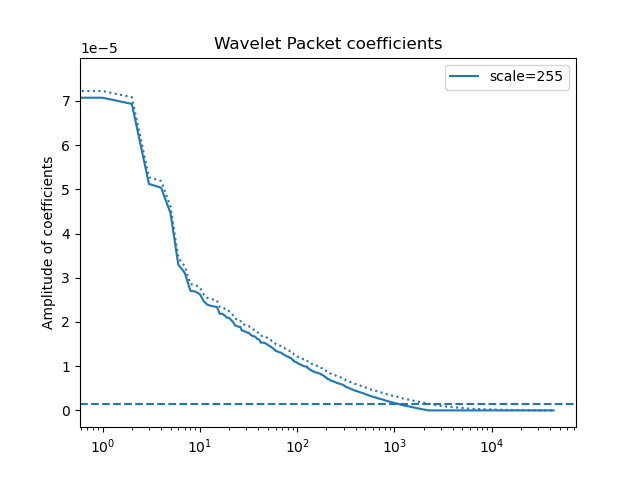 Wavelet Packet coefficients
1e−5
scale=255
Amplitude of coefficients
7
6
5
4
3
2
1
0
10⁰ 10¹ 10² 10³ 10⁴